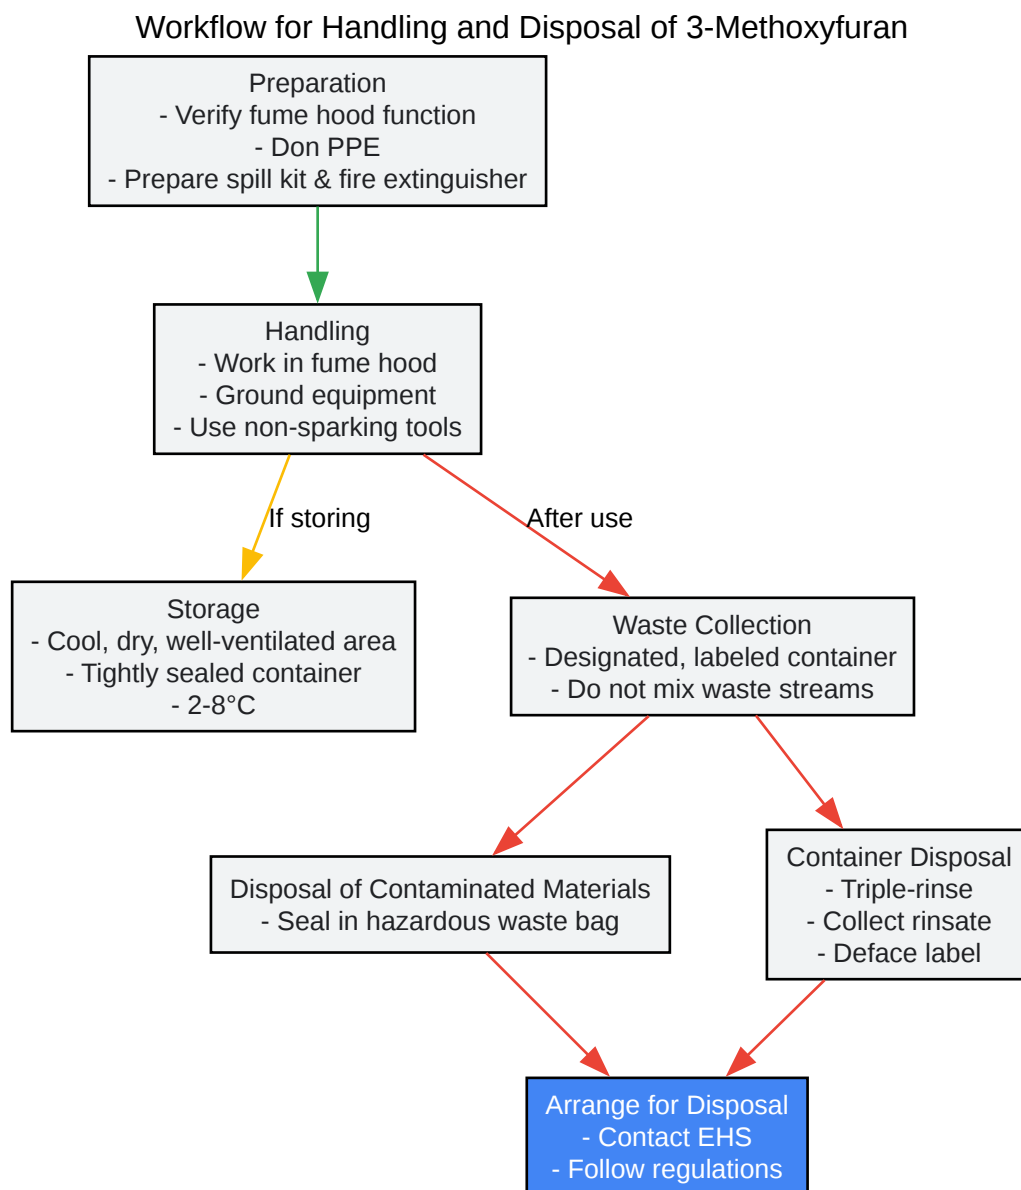 Workflow for Handling and Disposal of 3-Methoxyfuran
Preparation
- Verify fume hood function
- Don PPE
- Prepare spill kit & fire extinguisher
Handling
- Work in fume hood
- Ground equipment
- Use non-sparking tools
If storing
After use
Storage
- Cool, dry, well-ventilated area
- Tightly sealed container
- 2-8°C
Waste Collection
- Designated, labeled container
- Do not mix waste streams
Disposal of Contaminated Materials
- Seal in hazardous waste bag
Container Disposal
- Triple-rinse
- Collect rinsate
- Deface label
Arrange for Disposal
- Contact EHS
- Follow regulations